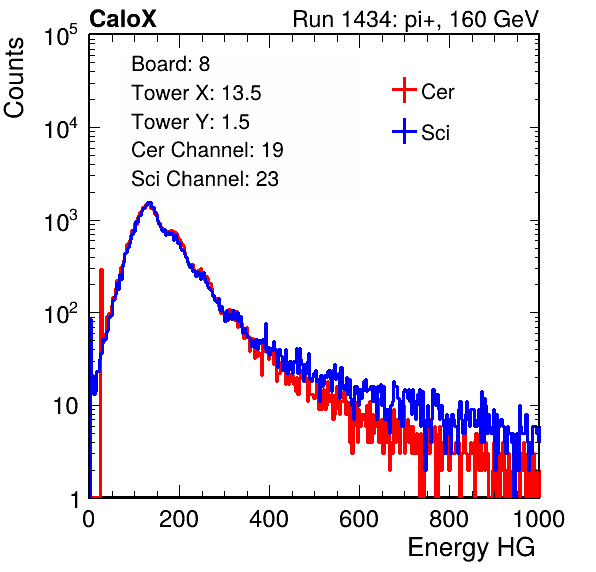 CaloX Run 1434: pi+, 160 GeV
Counts
Board: 8
Tower X: 13.5
Tower Y: 1.5
Cer Channel: 19
Sci Channel: 23
Cer
Sci
10^5
10^4
10^3
10^2
10
1
0 200 400 600 800 1000
Energy HG